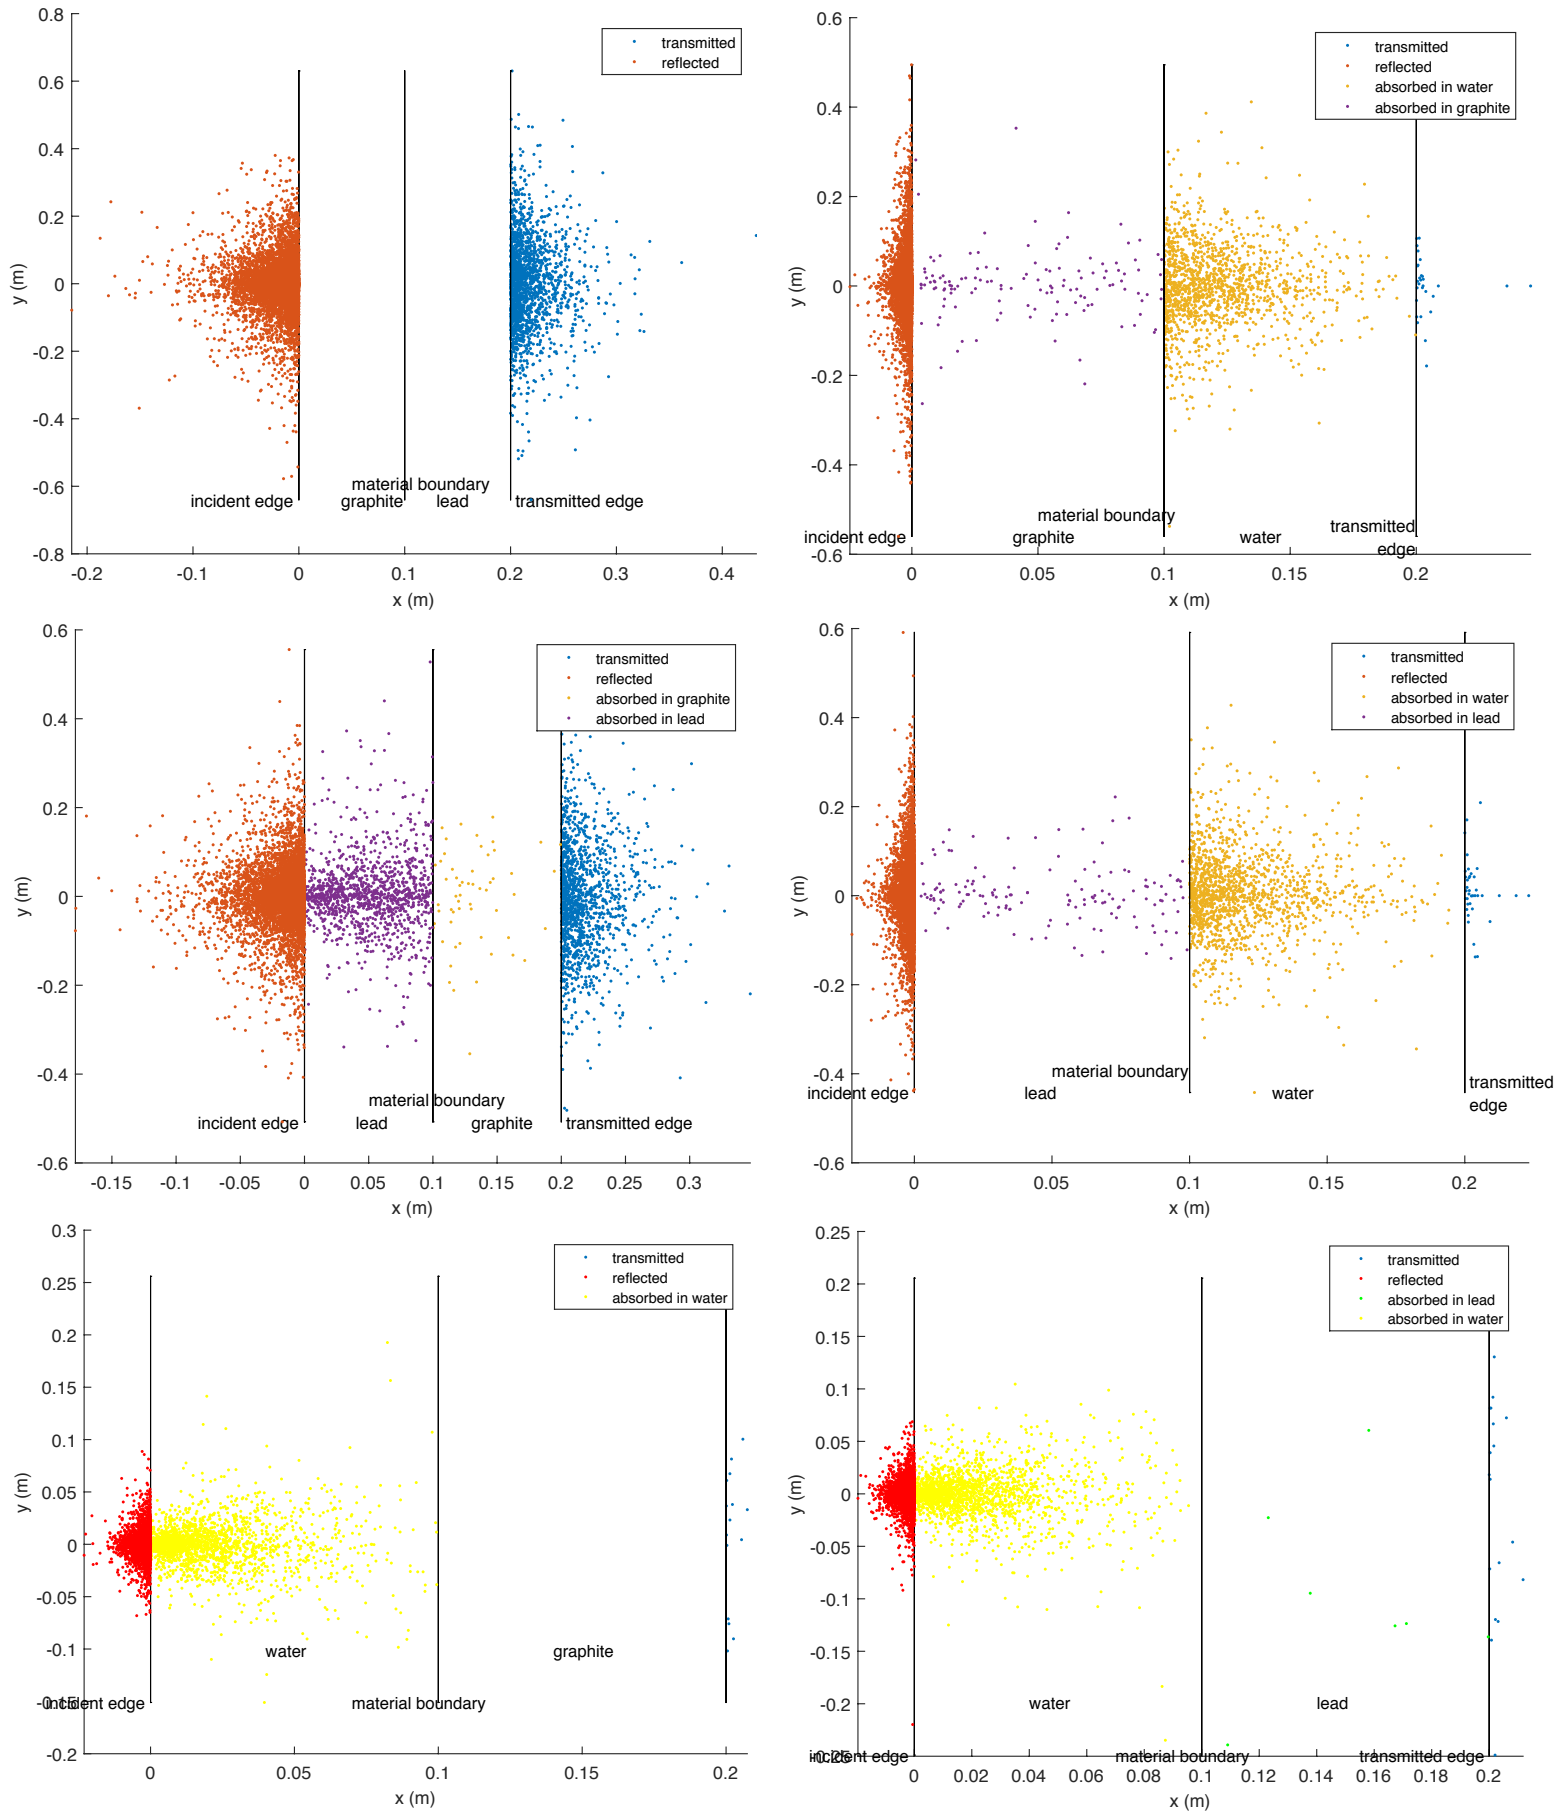 0.8
0.6
0.4
0.2
0
-0.2
-0.4
-0.6
-0.8
y (m)
transmitted
reflected
material boundary
incident edge
graphite
lead
transmitted edge
-0.2
-0.1
0
0.1
0.2
0.3
0.4
x (m)
0.6
0.4
0.2
0
-0.2
-0.4
-0.6
y (m)
transmitted
reflected
absorbed in water
absorbed in graphite
material boundary
incident edge
graphite
water
transmitted
edge
0
0.05
0.1
0.15
0.2
x (m)
0.6
0.4
0.2
0
-0.2
-0.4
-0.6
y (m)
transmitted
reflected
absorbed in graphite
absorbed in lead
material boundary
incident edge
lead
graphite
transmitted edge
-0.15
-0.1
-0.05
0
0.05
0.1
0.15
0.2
0.25
0.3
x (m)
0.6
0.4
0.2
0
-0.2
-0.4
-0.6
y (m)
transmitted
reflected
absorbed in water
absorbed in lead
material boundary
incident edge
lead
water
transmitted
edge
0
0.05
0.1
0.15
0.2
x (m)
0.3
0.25
0.2
0.15
0.1
0.05
0
-0.05
-0.1
-0.15
-0.2
y (m)
transmitted
reflected
absorbed in water
water
graphite
incident edge
material boundary
0
0.05
0.1
0.15
0.2
x (m)
0.25
0.2
0.15
0.1
0.05
0
-0.05
-0.1
-0.15
-0.2
-0.25
y (m)
transmitted
reflected
absorbed in lead
absorbed in water
water
lead
incident edge
material boundary
transmitted edge
0
0.02
0.04
0.06
0.08
0.1
0.12
0.14
0.16
0.18
0.2
x (m)